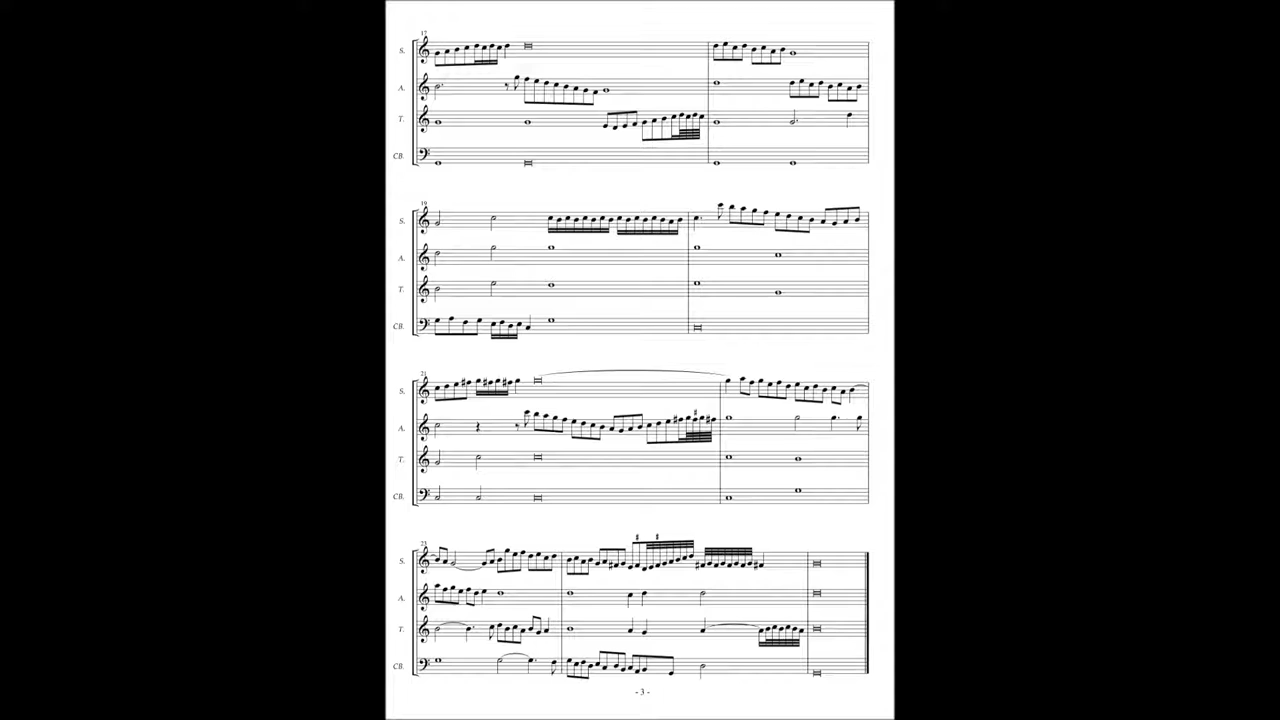 17
S.
A.
T.
CB.
19
S.
A.
T.
CB.
21
S.
A.
T.
CB.
23
S.
A.
T.
CB.
- 3 -